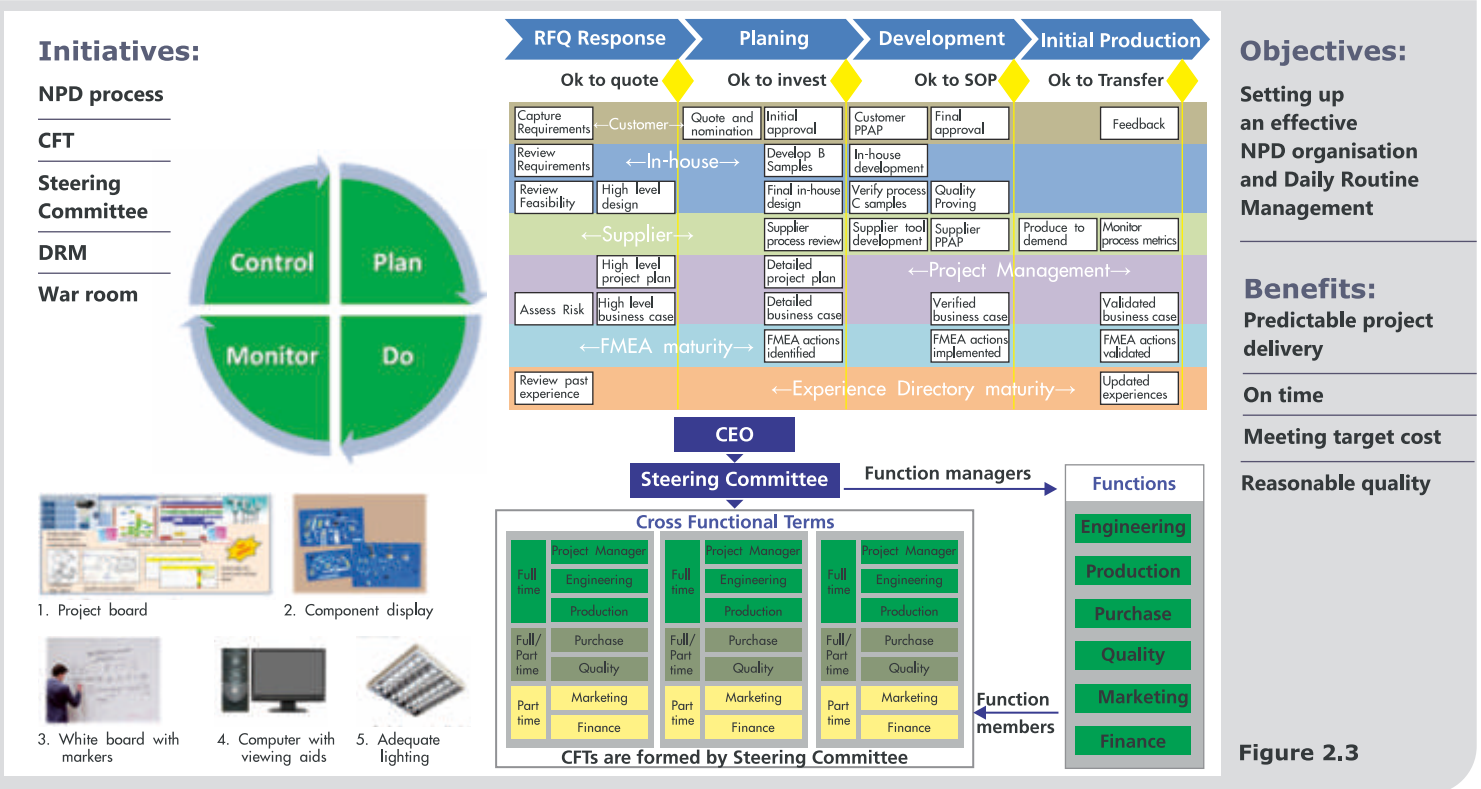 Initiatives:
NPD process
CFT
Steering
Committee
DRM
War room
Control
Plan
Monitor
Do
1. Project board
2. Component display
3. White board with
markers
4. Computer with
viewing aids
5. Adequate
lighting
RFQ Response
Planing
Development
Initial Production
Ok to quote
Ok to invest
Ok to SOP
Ok to Transfer
Capture
Requirements
←Customer→
Quote and
nomination
Initial
approval
Customer
PPAP
Final
approval
Feedback
Review
Requirements
←In-house→
Develop B
Samples
In-house
development
Review
Feasibility
High level
design
Final in-house
design
Verify process
C samples
Quality
Proving
←Supplier→
Supplier
process review
Supplier tool
development
Supplier
PPAP
Produce to
demend
Monitor
process metrics
High level
project plan
Detailed
project plan
←Project Management→
Assess Risk
High level
business case
Detailed
business case
Verified
business case
Validated
business case
←FMEA maturity→
FMEA actions
identified
FMEA actions
implemented
FMEA actions
validated
Review past
experience
←Experience Directory maturity→
Updated
experiences
CEO
Steering Committee
Function managers
Cross Functional Terms
Full
time
Project Manager
Engineering
Production
Full/
Part
time
Purchase
Quality
Part
time
Marketing
Finance
Full
time
Project Manager
Engineering
Production
Full/
Part
time
Purchase
Quality
Part
time
Marketing
Finance
Full
time
Project Manager
Engineering
Production
Full/
Part
time
Purchase
Quality
Part
time
Marketing
Finance
CFTs are formed by Steering Committee
Function
members
Functions
Engineering
Production
Purchase
Quality
Marketing
Finance
Objectives:
Setting up
an effective
NPD organisation
and Daily Routine
Management
Benefits:
Predictable project
delivery
On time
Meeting target cost
Reasonable quality
Figure 2.3